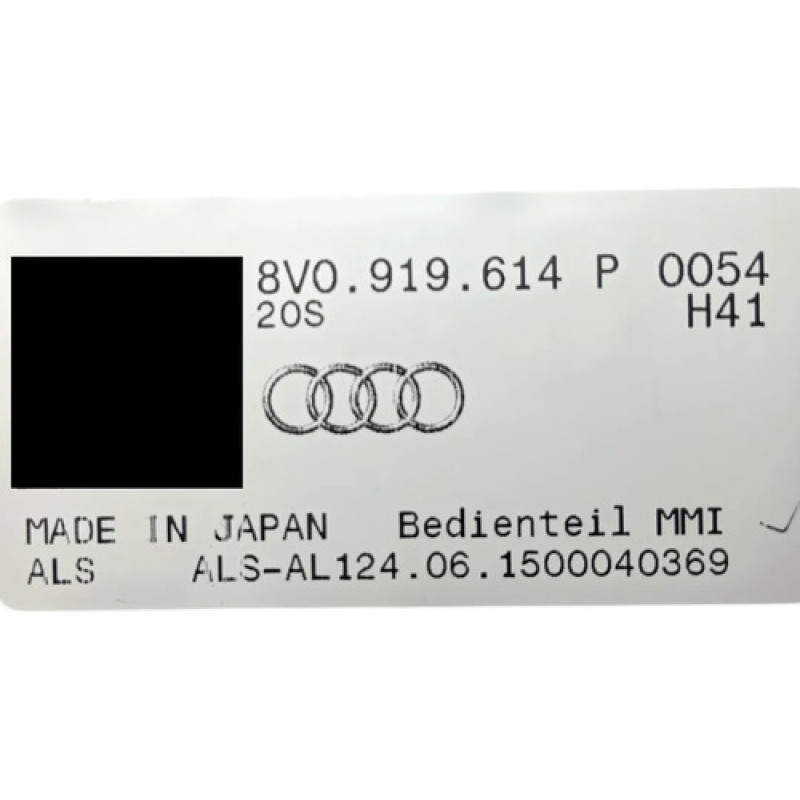 8V0.919.614 P 0054
20S H41
MADE IN JAPAN Bedienteil MMI
ALS ALS-AL124.06.1500040369